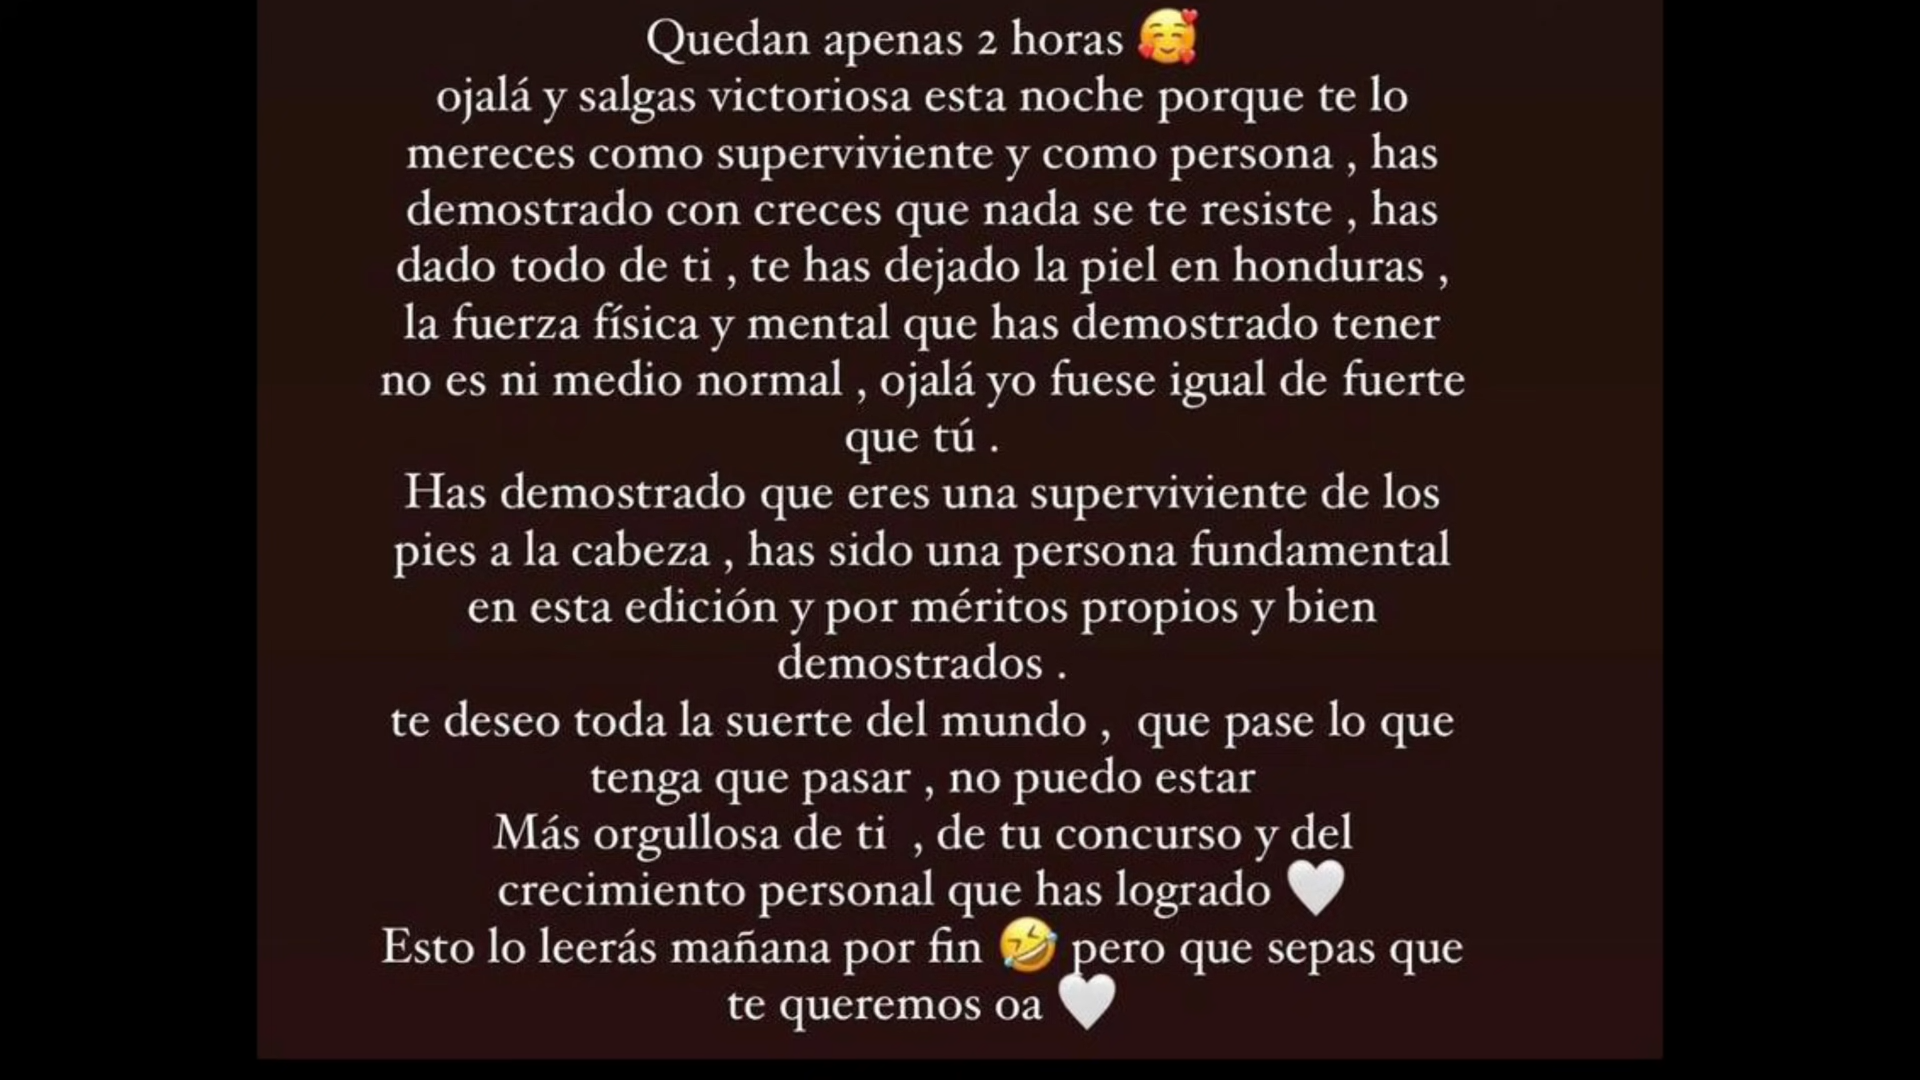 Quedan apenas 2 horas 🥰
ojalá y salgas victoriosa esta noche porque te lo
mereces como superviviente y como persona , has
demostrado con creces que nada se te resiste , has
dado todo de ti , te has dejado la piel en honduras ,
la fuerza física y mental que has demostrado tener
no es ni medio normal , ojalá yo fuese igual de fuerte
que tú .
Has demostrado que eres una superviviente de los
pies a la cabeza , has sido una persona fundamental
en esta edición y por méritos propios y bien
demostrados .
te deseo toda la suerte del mundo ,  que pase lo que
tenga que pasar , no puedo estar
Más orgullosa de ti  , de tu concurso y del
crecimiento personal que has logrado 🤍
Esto lo leerás mañana por fin 🤣 pero que sepas que
te queremos oa 🤍